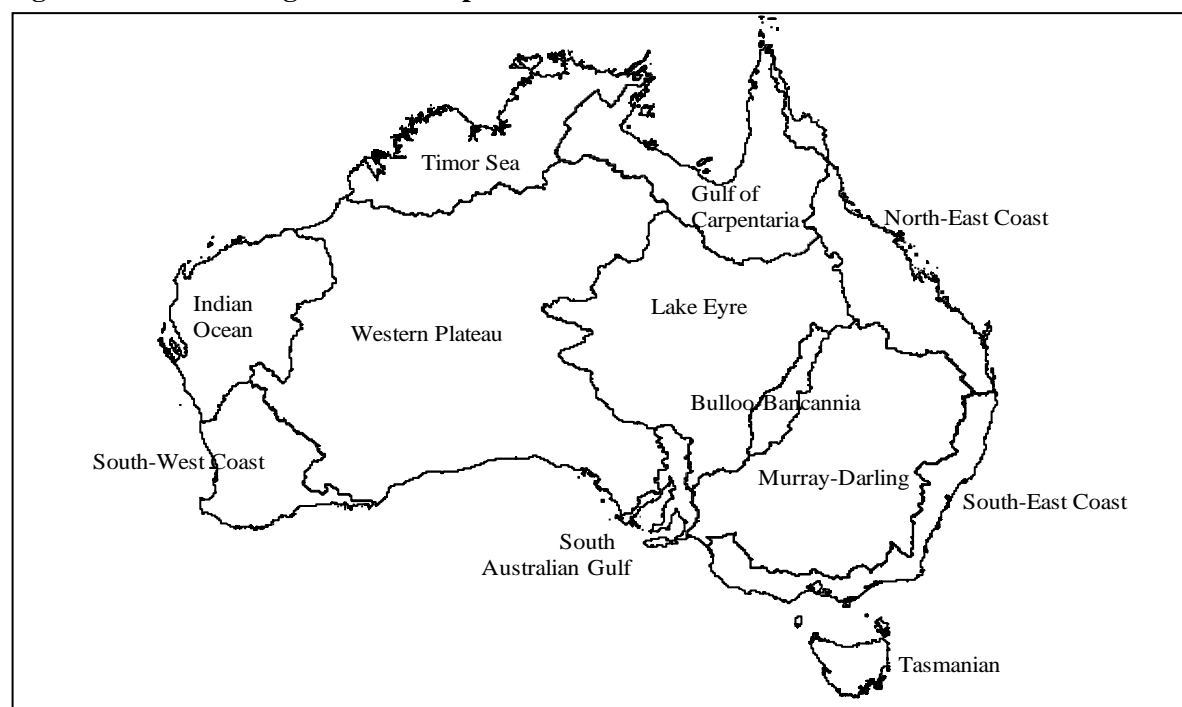 Timor Sea
Gulf of
Carpentaria
North-East Coast
Indian
Ocean
Lake Eyre
Western Plateau
Bulloo-Bancannia
South-West Coast
Murray-Darling
South-East Coast
South
Australian Gulf
Tasmanian